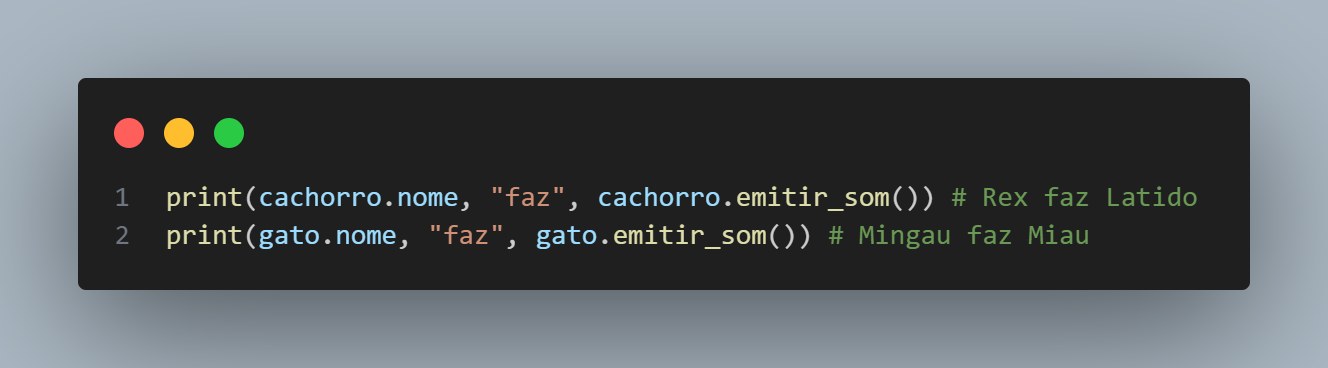 1 print(cachorro.nome, "faz", cachorro.emitir_som()) # Rex faz Latido
2 print(gato.nome, "faz", gato.emitir_som()) # Mingau faz Miau